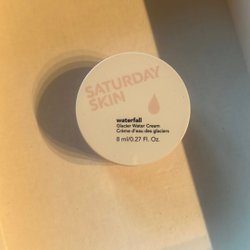 SATURDAY
SKIN
waterfall
Glacier Water Cream
Crème d'eau des glaciers
8 ml/0.27 Fl. Oz.